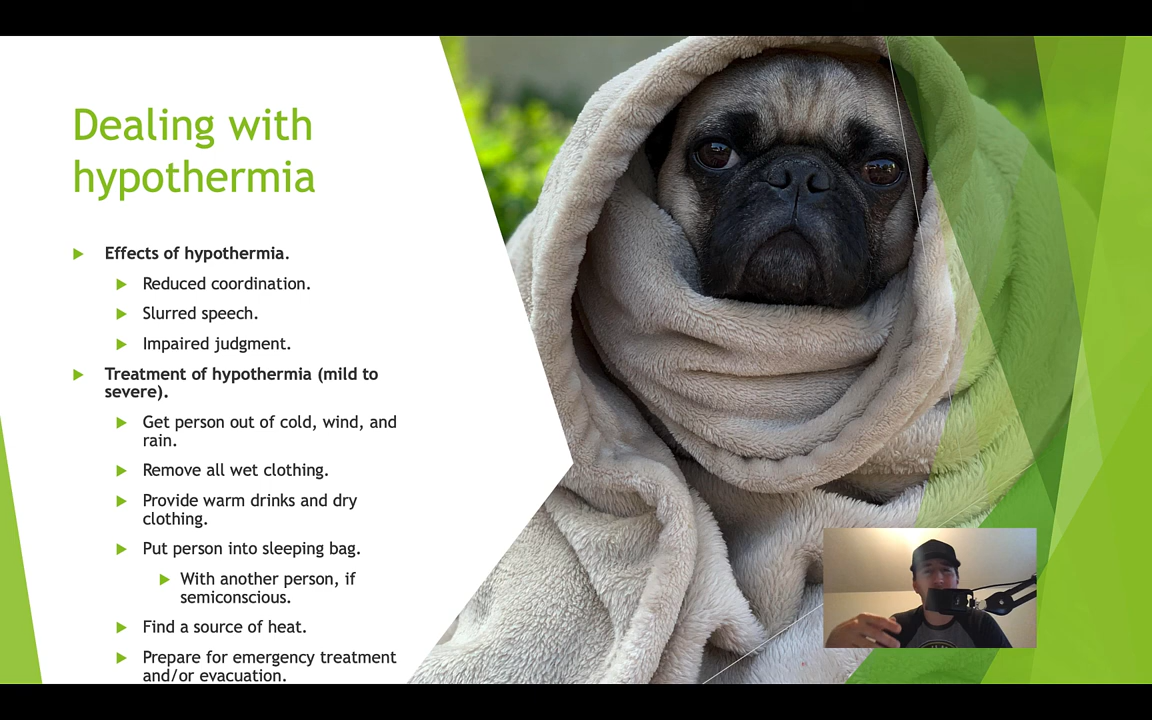 Dealing with
hypothermia
Effects of hypothermia.
Reduced coordination.
Slurred speech.
Impaired judgment.
Treatment of hypothermia (mild to
severe).
Get person out of cold, wind, and
rain.
Remove all wet clothing.
Provide warm drinks and dry
clothing.
Put person into sleeping bag.
With another person, if
semiconscious.
Find a source of heat.
Prepare for emergency treatment
and/or evacuation.